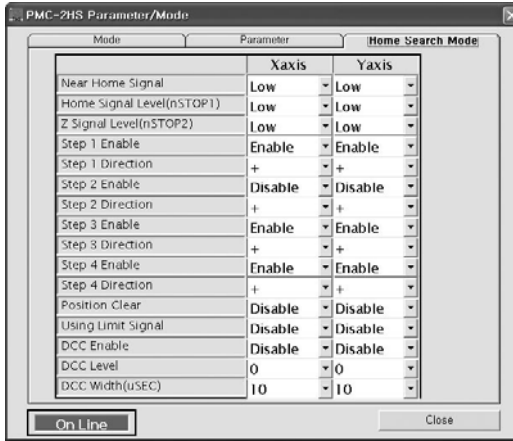 PMC-2HS Parameter/Mode
Mode Parameter Home Search Mode
Xaxis Yaxis
Near Home Signal Low Low
Home Signal Level(nSTOP1) Low Low
Z Signal Level(nSTOP2) Low Low
Step 1 Enable Enable Enable
Step 1 Direction + +
Step 2 Enable Disable Disable
Step 2 Direction + +
Step 3 Enable Enable Enable
Step 3 Direction + +
Step 4 Enable Enable Enable
Step 4 Direction + +
Position Clear Disable Disable
Using Limit Signal Disable Disable
DCC Enable Disable Disable
DCC Level 0 0
DCC Width(uSEC) 10 10
On Line Close